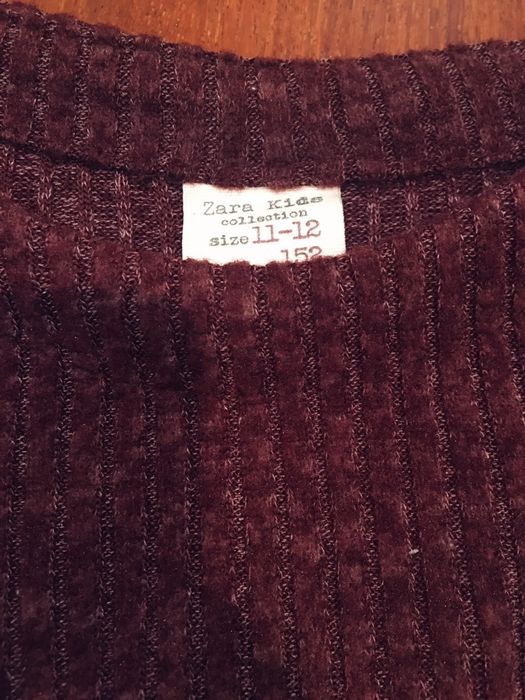 Zara Kids
collection
size 11-12
152